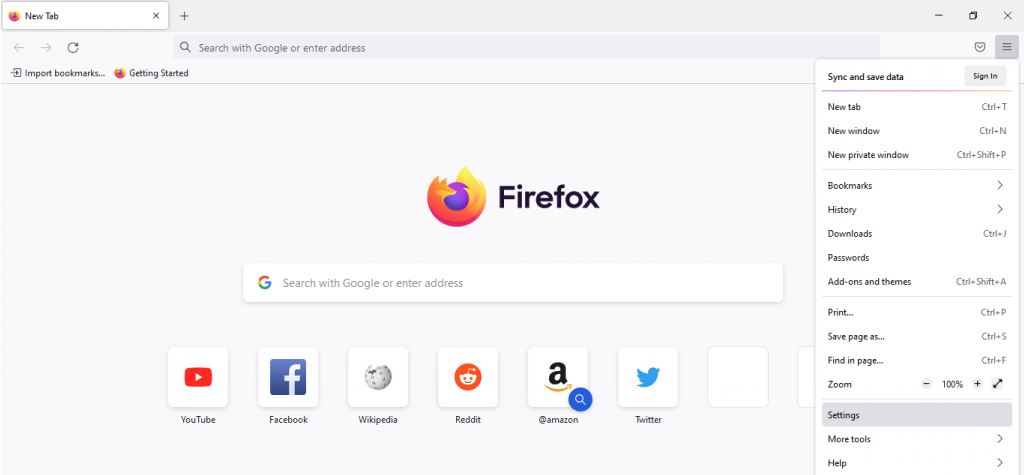 New Tab
Search with Google or enter address
Import bookmarks...
Getting Started
Sync and save data
Sign In
New tab Ctrl+T
New window Ctrl+N
New private window Ctrl+Shift+P
Bookmarks
History
Downloads Ctrl+J
Passwords
Add-ons and themes Ctrl+Shift+A
Print... Ctrl+P
Save page as... Ctrl+S
Find in page... Ctrl+F
Zoom 100%
Settings
More tools
Help
Firefox
Search with Google or enter address
YouTube
Facebook
Wikipedia
Reddit
@amazon
Twitter